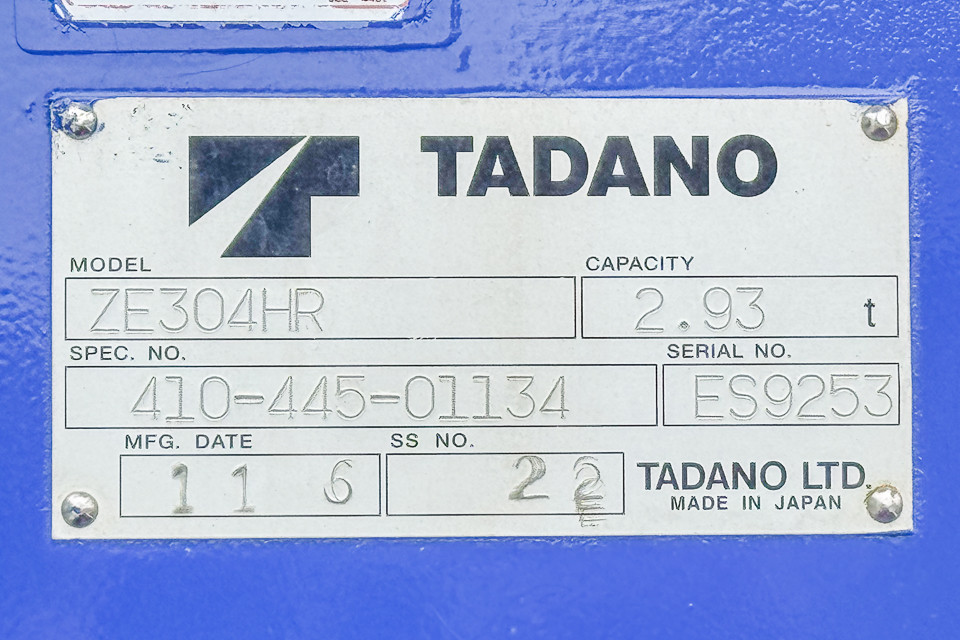 TADANO
MODEL CAPACITY
ZE304HR 2.93 t
SPEC. NO. SERIAL NO.
410-445-01134 ES9253
MFG. DATE SS NO.
11 6 22 TADANO LTD.
MADE IN JAPAN